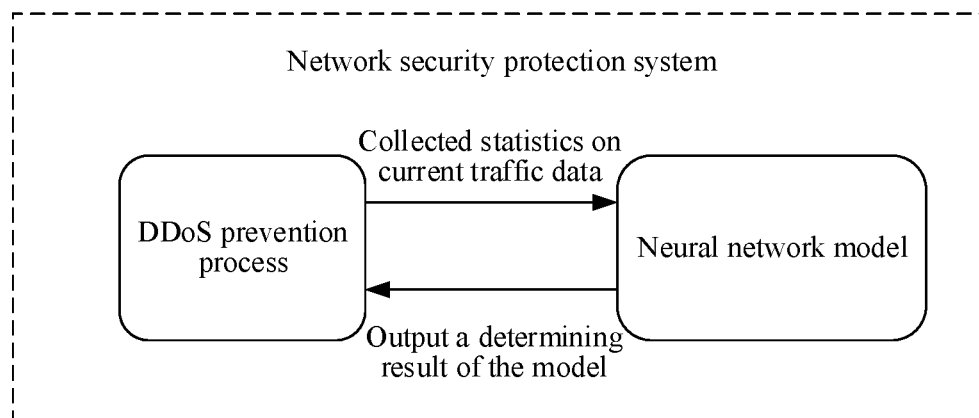 Network security protection system
Collected statistics on
current traffic data
DDoS prevention
process
Neural network model
Output a determining
result of the model